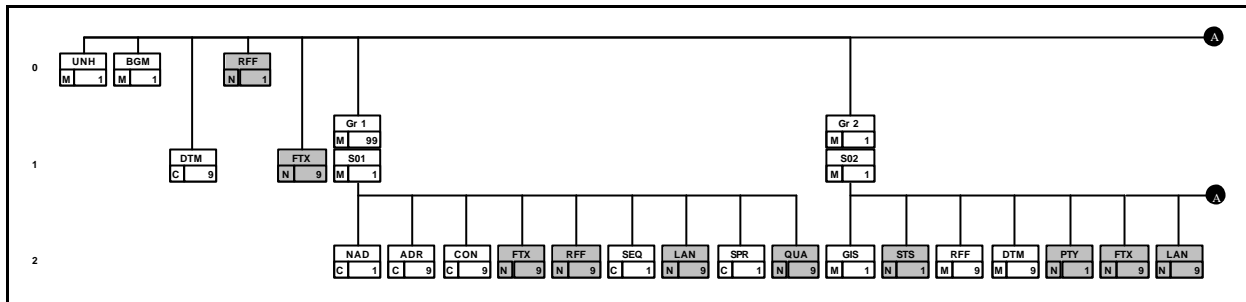 A
0
UNH
M 1
BGM
M 1
RFF
N 1
Gr 1
M 99
Gr 2
M 1
1
DTM
C 9
FTX
N 9
S01
M 1
S02
M 1
A
2
NAD
C 1
ADR
C 9
CON
C 9
FTX
N 9
RFF
N 9
SEQ
C 1
LAN
N 9
SPR
C 1
QUA
N 9
GIS
M 1
STS
N 1
RFF
M 9
DTM
M 9
PTY
N 1
FTX
N 9
LAN
N 9